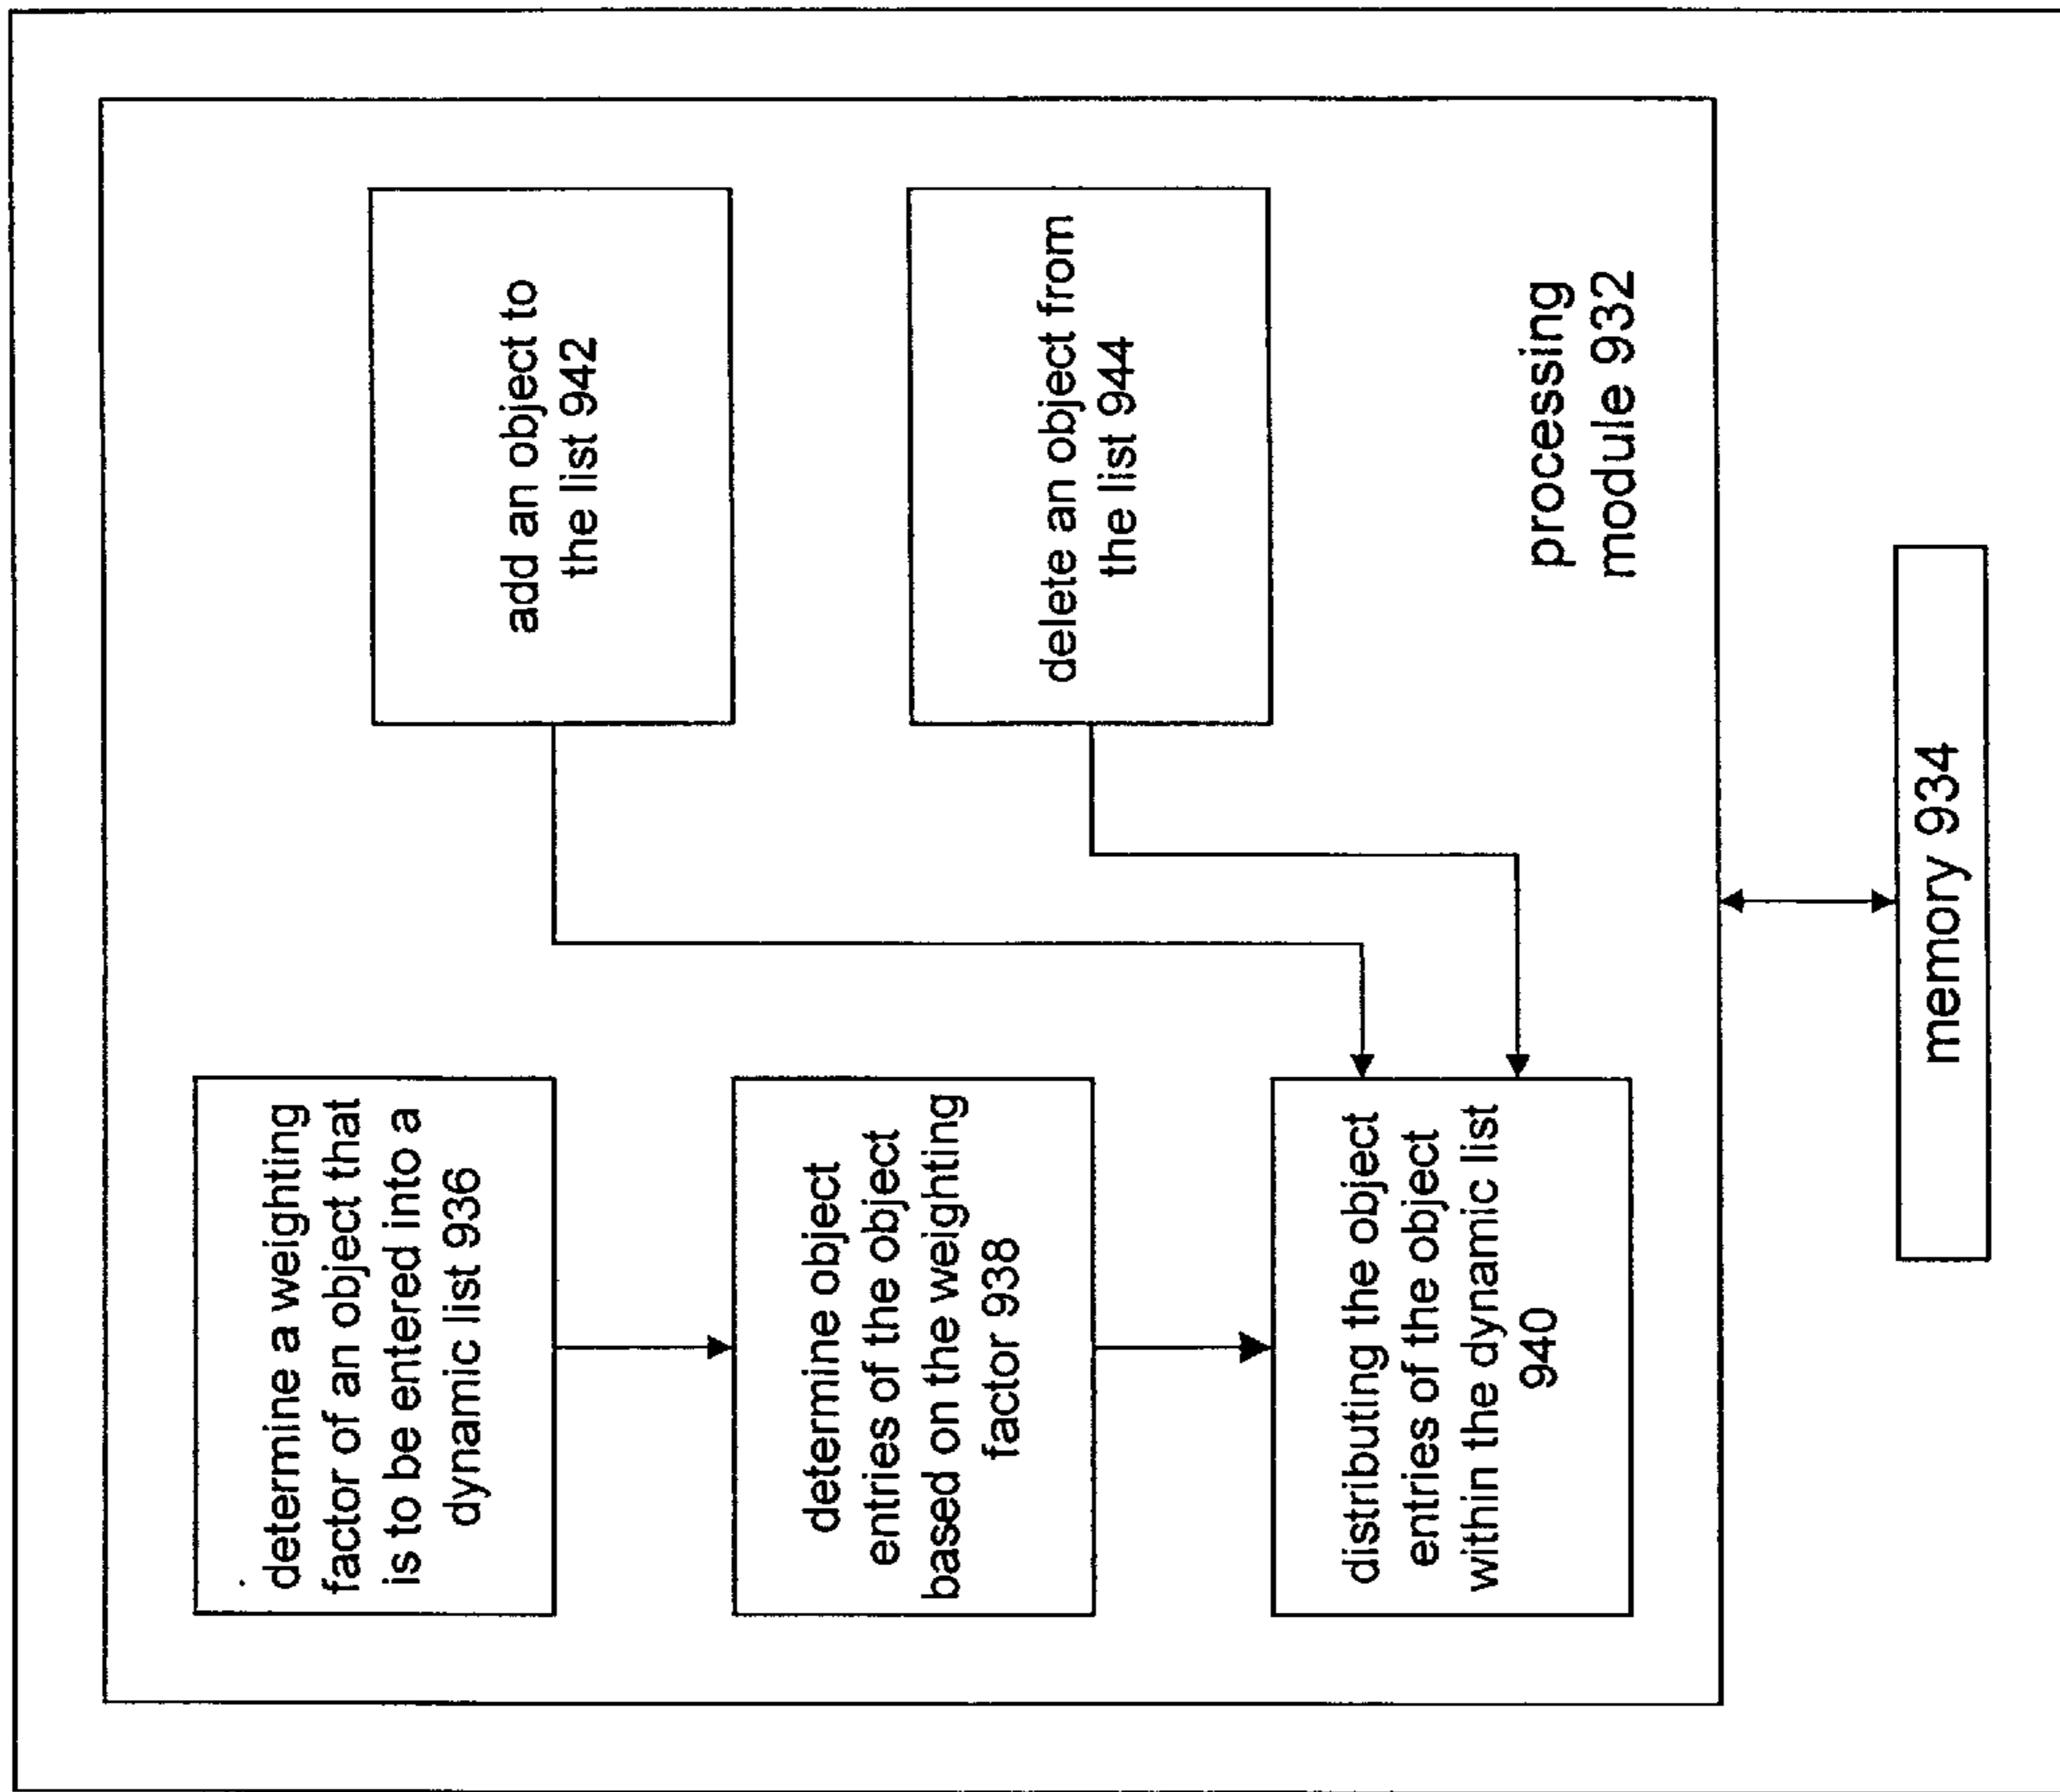 determine a weighting
factor of an object that
is to be entered into a
dynamic list 936
determine object
entries of the object
based on the weighting
factor 938
distributing the object
entries of the object
within the dynamic list
940
add an object to
the list 942
delete an object from
the list 944
processing
module 932
memory 934